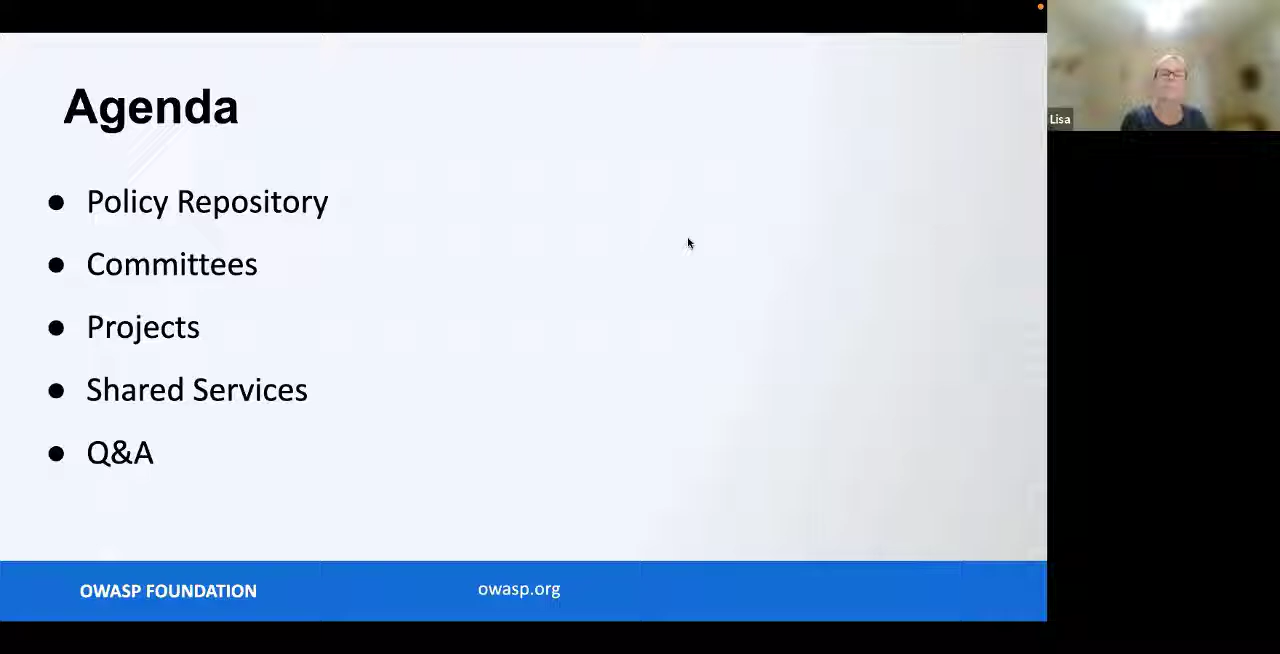 Agenda
● Policy Repository
● Committees
● Projects
● Shared Services
● Q&A
OWASP FOUNDATION
owasp.org
Lisa